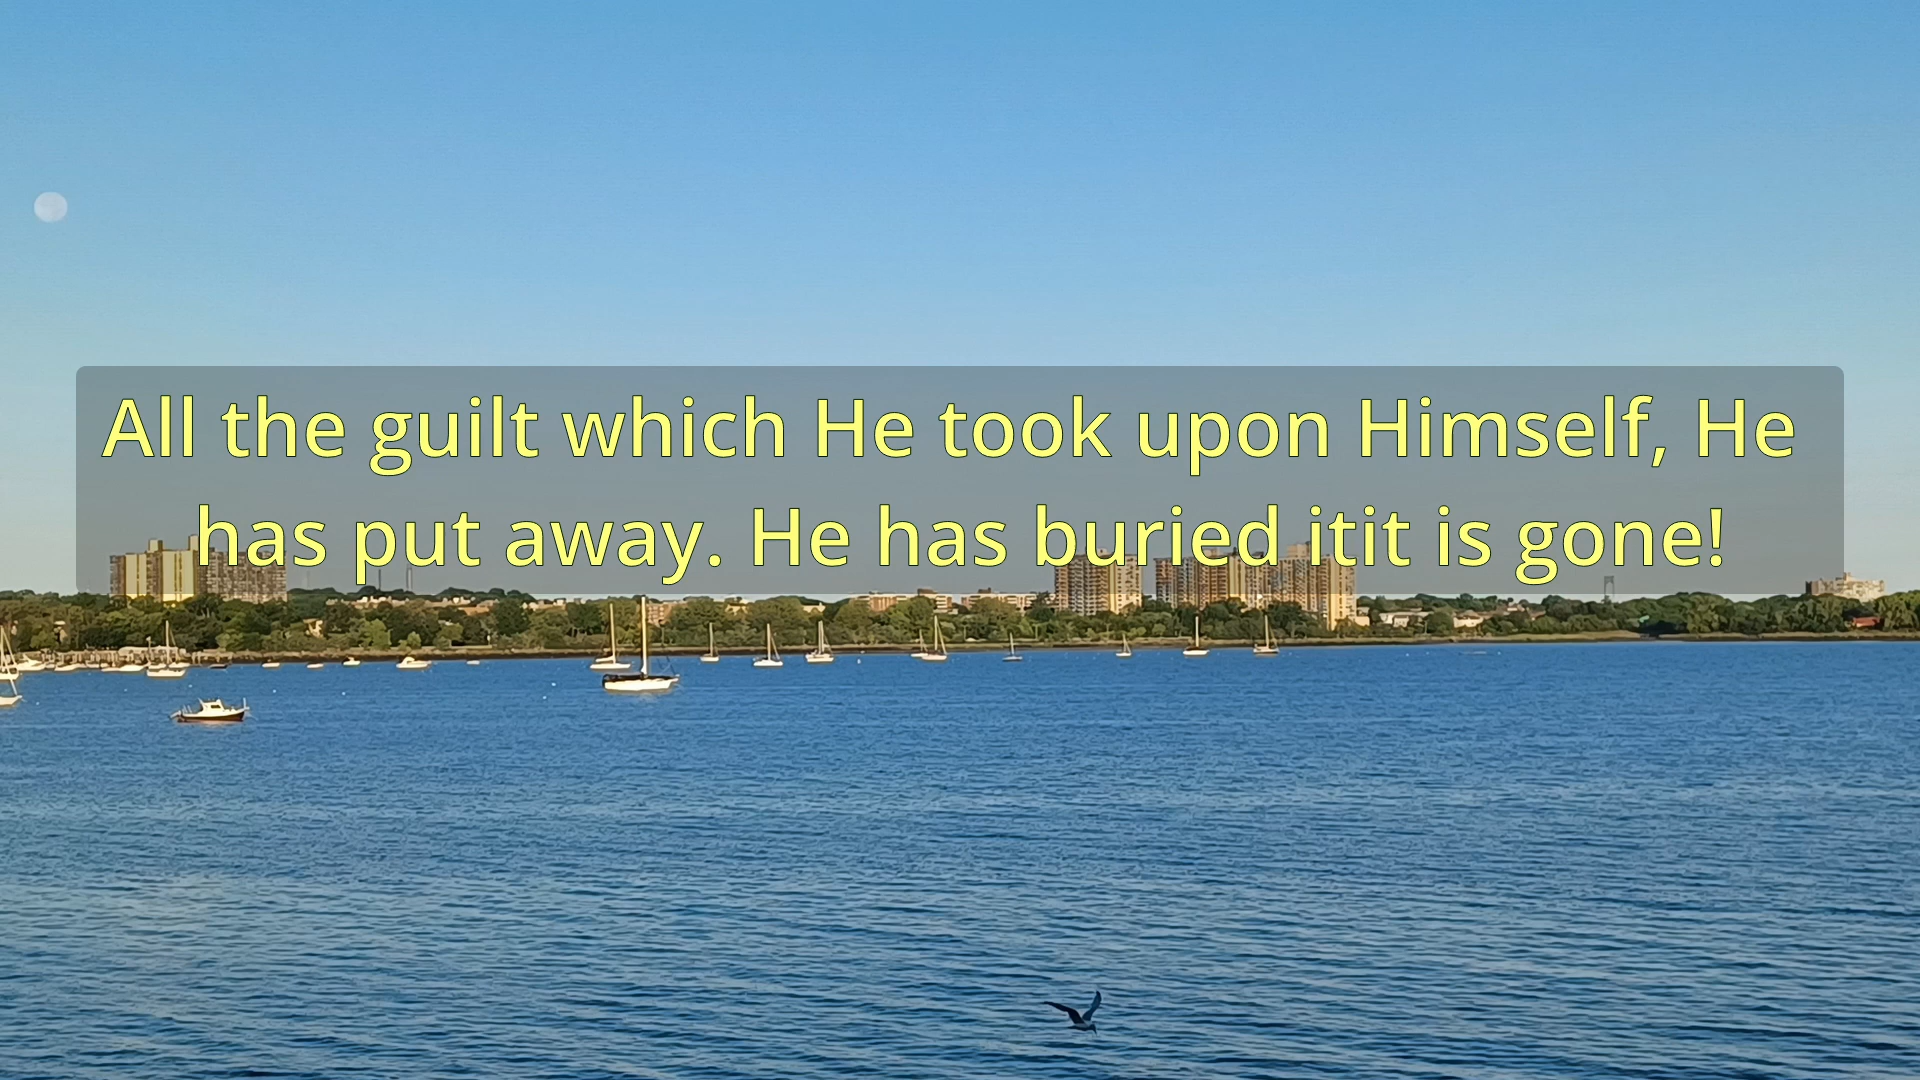 All the guilt which He took upon Himself, He
has put away. He has buried itit is gone!